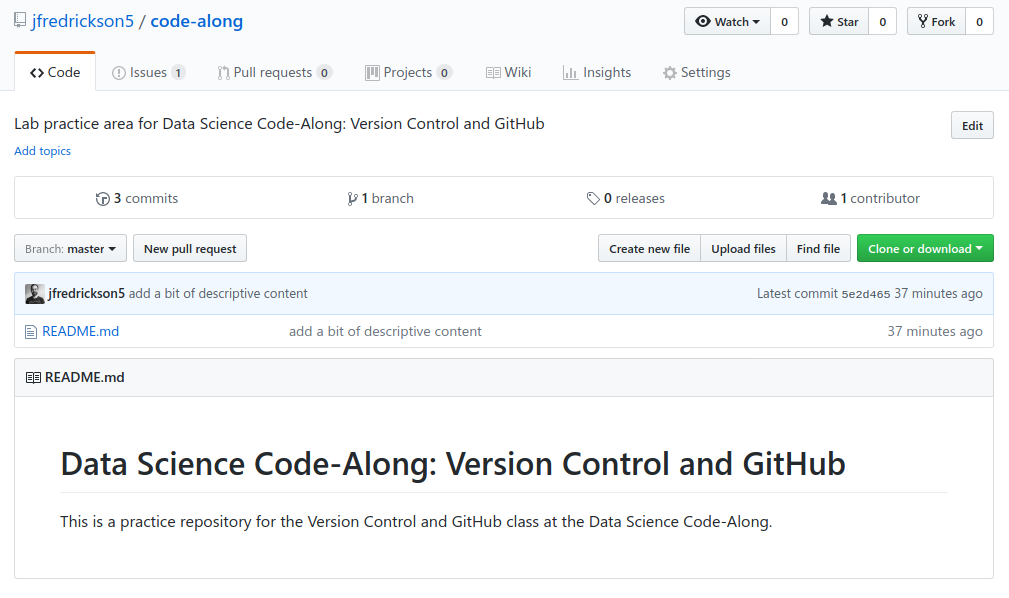 jfredrickson5 / code-along Watch 0 Star 0 Fork 0
Code Issues 1 Pull requests 0 Projects 0 Wiki Insights Settings
Lab practice area for Data Science Code-Along: Version Control and GitHub Edit
Add topics
3 commits 1 branch 0 releases 1 contributor
Branch: master New pull request Create new file Upload files Find file Clone or download
jfredrickson5 add a bit of descriptive content Latest commit 5e2d465 37 minutes ago
README.md add a bit of descriptive content 37 minutes ago
README.md
Data Science Code-Along: Version Control and GitHub
This is a practice repository for the Version Control and GitHub class at the Data Science Code-Along.